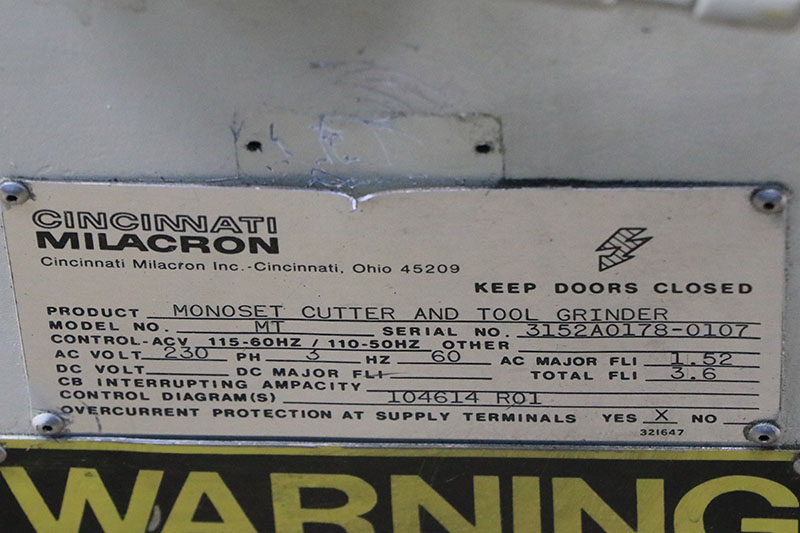 CINCINNATI
MILACRON
Cincinnati Milacron Inc.-Cincinnati, Ohio 45209
KEEP DOORS CLOSED
PRODUCT MONOSET CUTTER AND TOOL GRINDER
MODEL NO. MT SERIAL NO. 3152A0178-0107
CONTROL-ACV 115-60HZ / 110-50HZ OTHER
AC VOLT 230 PH 3 HZ 60 AC MAJOR FLI 1.52
DC VOLT DC MAJOR FLI TOTAL FLI 3.6
CB INTERRUPTING AMPACITY
CONTROL DIAGRAM(S) 104614 R01
OVERCURRENT PROTECTION AT SUPPLY TERMINALS YES X NO
321647
WARNING